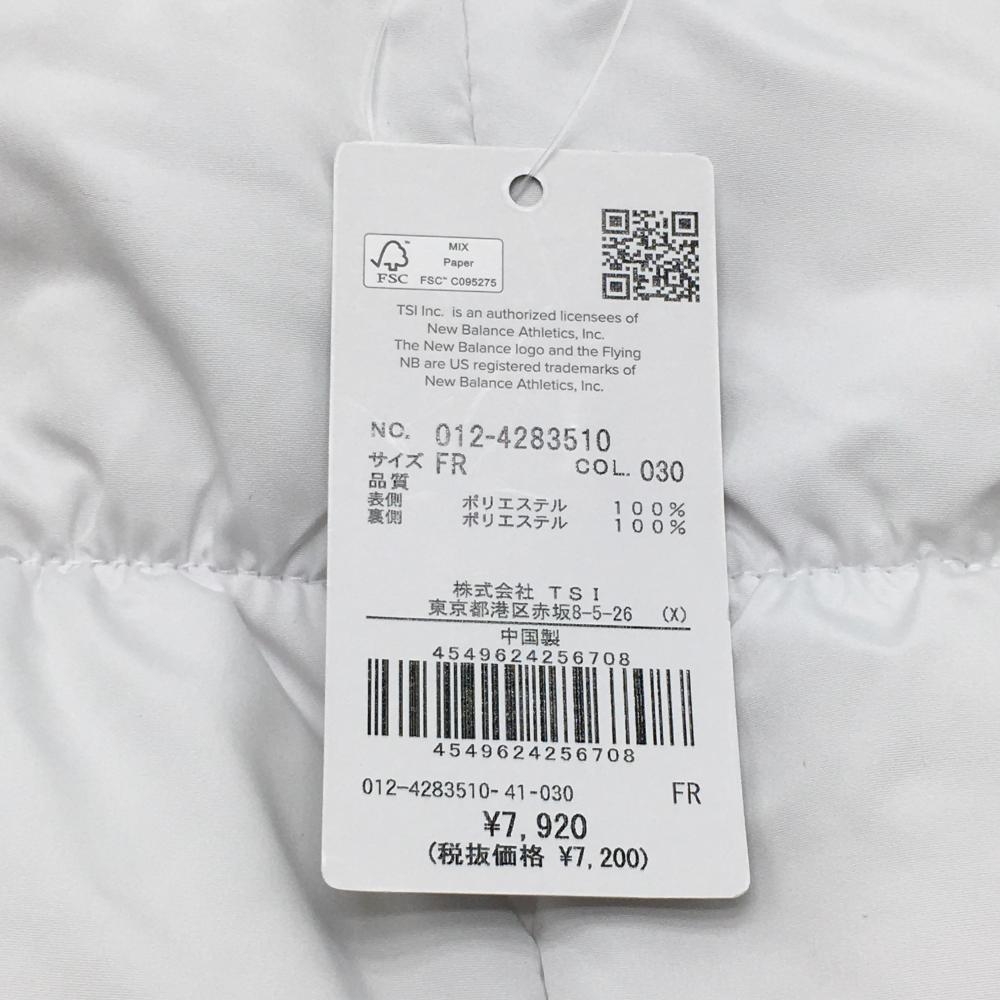 MIX
Paper
FSC FSC™ C095275
TSI Inc. is an authorized licensees of
New Balance Athletics, Inc.
The New Balance logo and the Flying
NB are US registered trademarks of
New Balance Athletics, Inc.
NO. 012-4283510
サイズ FR COL. 030
品質
表側 ポリエステル 100%
裏側 ポリエステル 100%
株式会社 TSI
東京都港区赤坂8-5-26 (X)
中国製
4549624256708
4549624256708
012-4283510-41-030 FR
¥7,920
(税抜価格 ¥7,200)